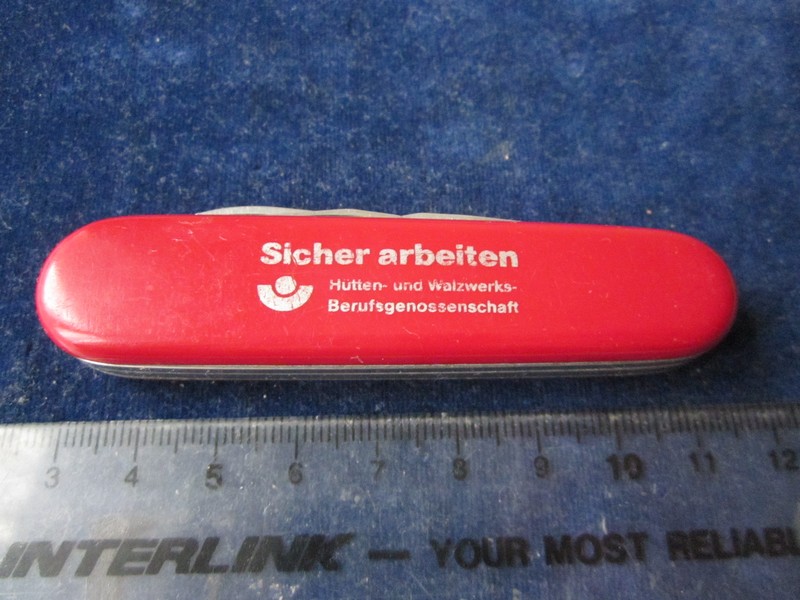 Sicher arbeiten
Hütten- und Walzwerks-
Berufsgenossenschaft
3 4 5 6 7 8 9 10 11 12
INTERLINK — YOUR MOST RELIABL